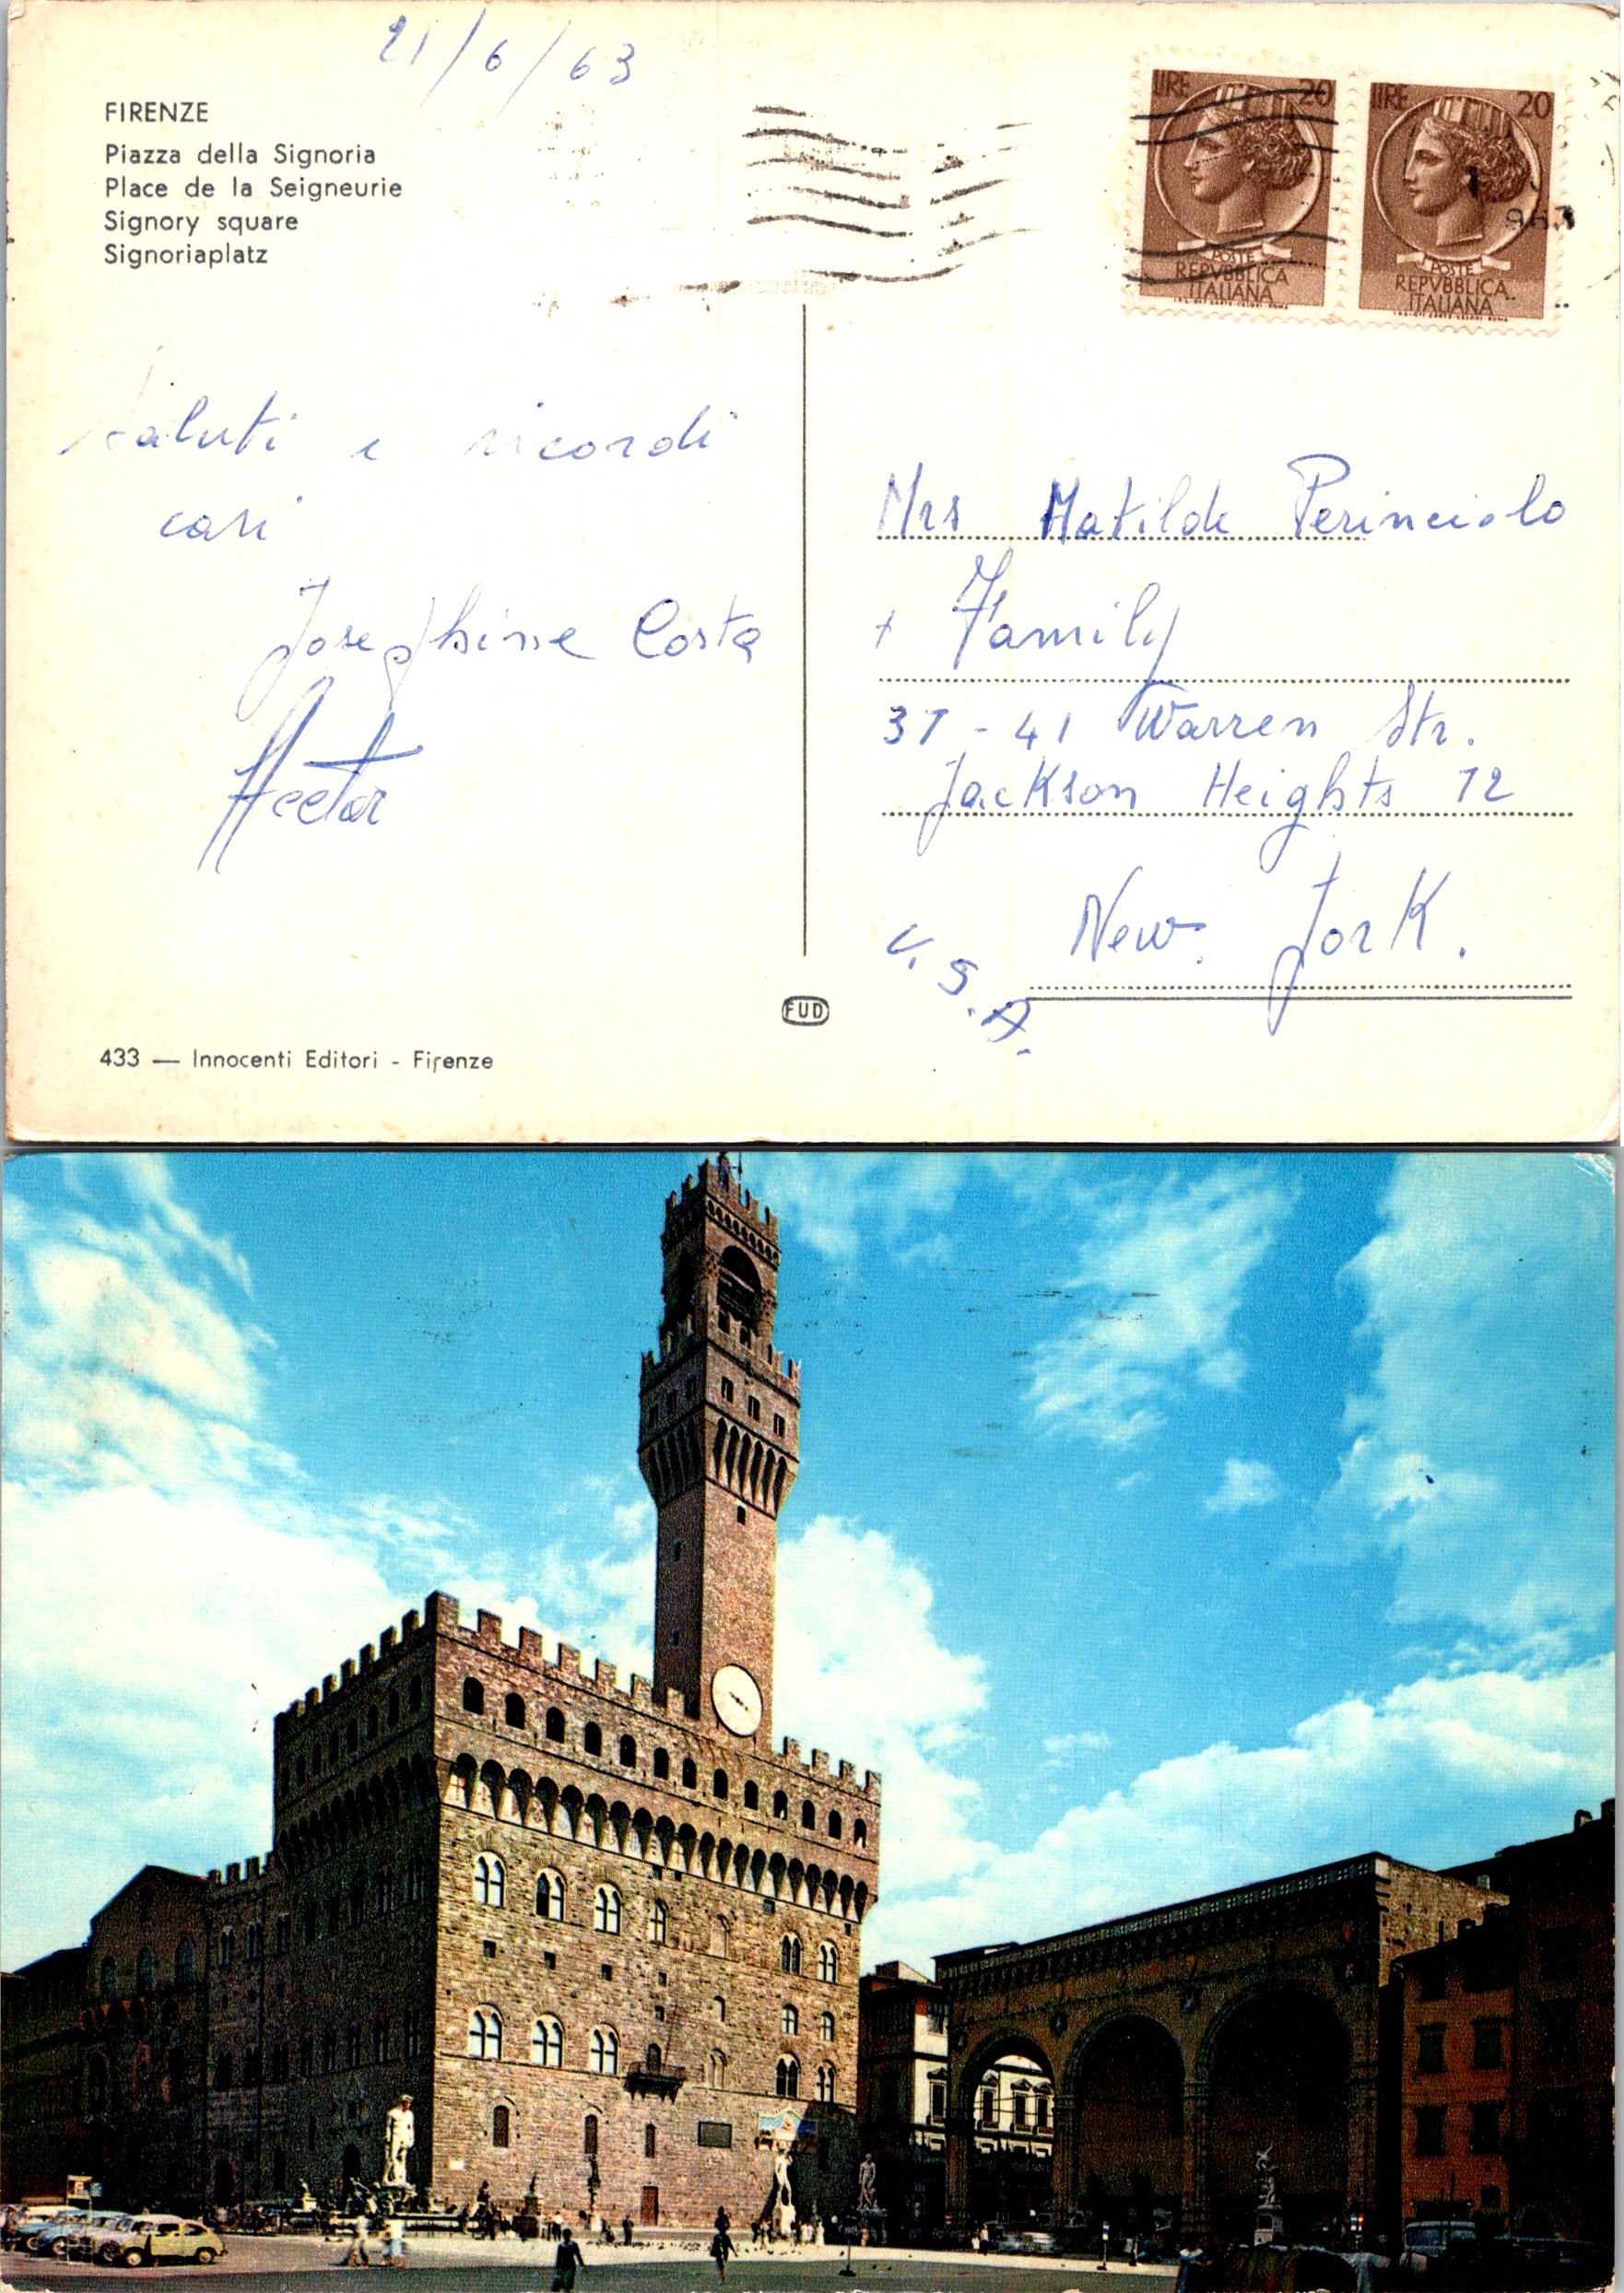 21/6/63
FIRENZE
Piazza della Signoria
Place de la Seigneurie
Signory square
Signoriaplatz
LIRE 20
POSTE
REPVBBLICA
ITALIANA
LIRE 20
POSTE
REPVBBLICA
ITALIANA
963
Saluti e ricordi
cari
Josephine Costa
Mrs Matilde Perinciolo
+ Family
37-41 Warren Str.
Jackson Heights 72
New Jork.
U.S.A.
FUD
433 — Innocenti Editori - Firenze